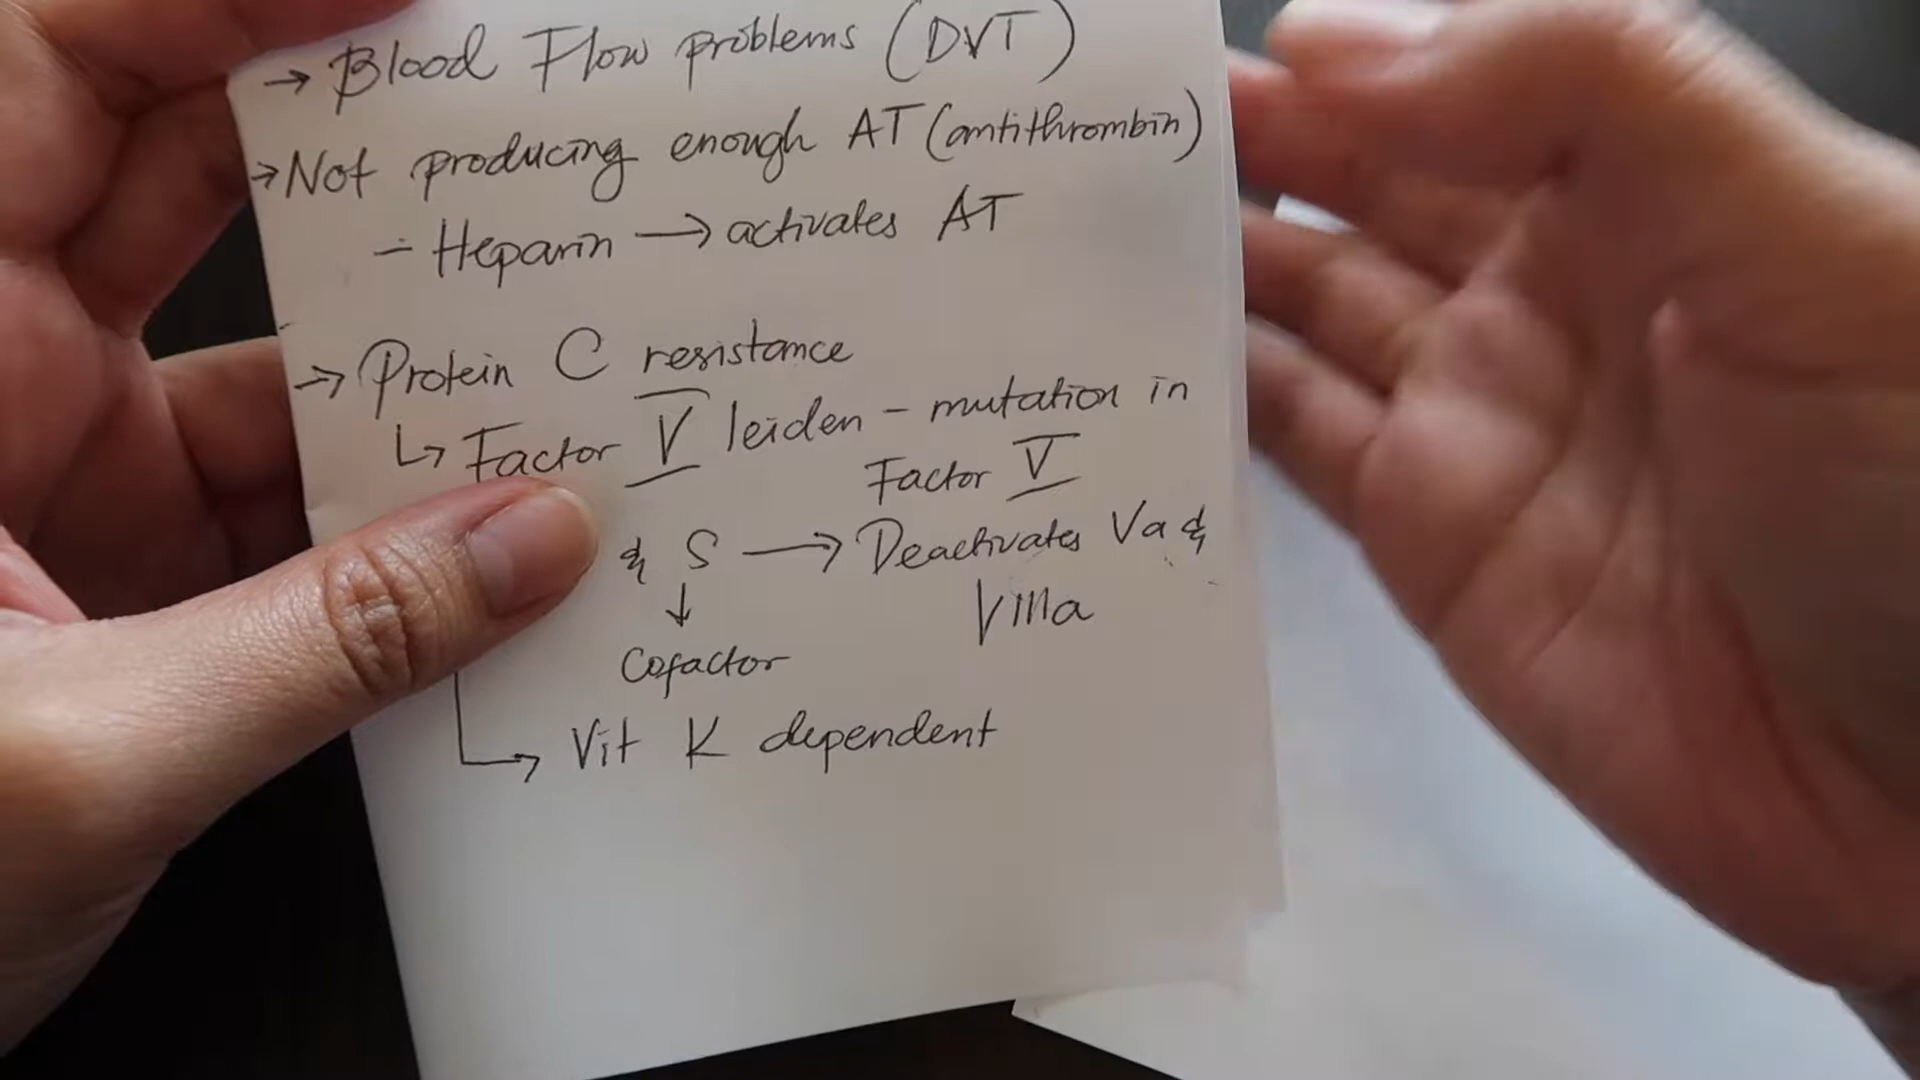 → Blood Flow problems (DVT)
→ Not producing enough AT (antithrombin)
- Heparin → activates AT
→ Protein C resistance
↳ Factor V leiden - mutation in
Factor V
& S → Deactivates Va &
VIIIa
↓
Cofactor
↳ Vit K dependent